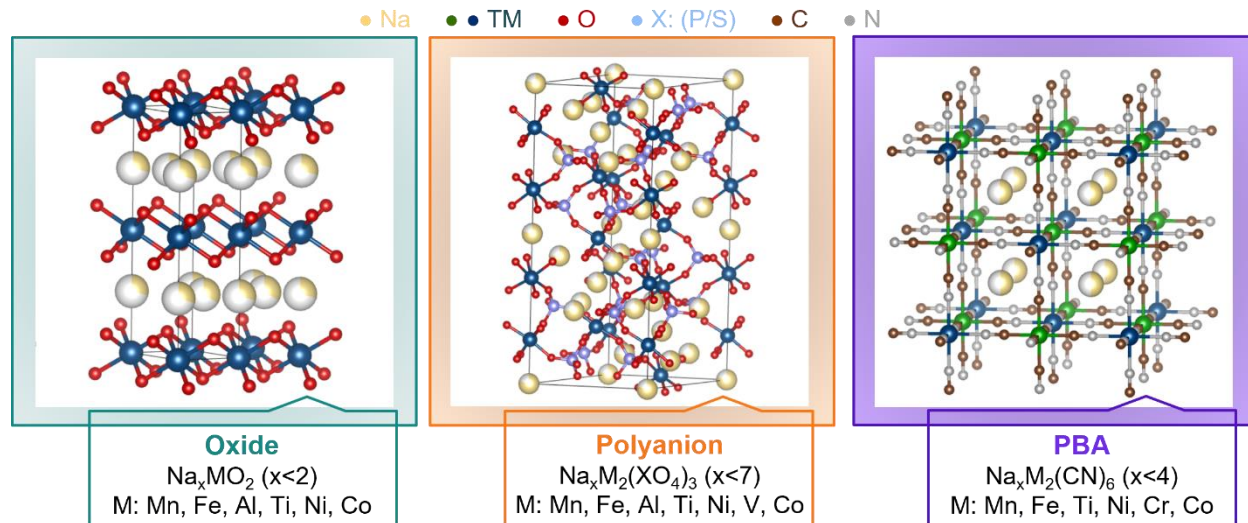 Na TM O X: (P/S) C N
Oxide
NaₓMO₂ (x<2)
M: Mn, Fe, Al, Ti, Ni, Co
Polyanion
NaₓM₂(XO₄)₃ (x<7)
M: Mn, Fe, Al, Ti, Ni, V, Co
PBA
NaₓM₂(CN)₆ (x<4)
M: Mn, Fe, Ti, Ni, Cr, Co